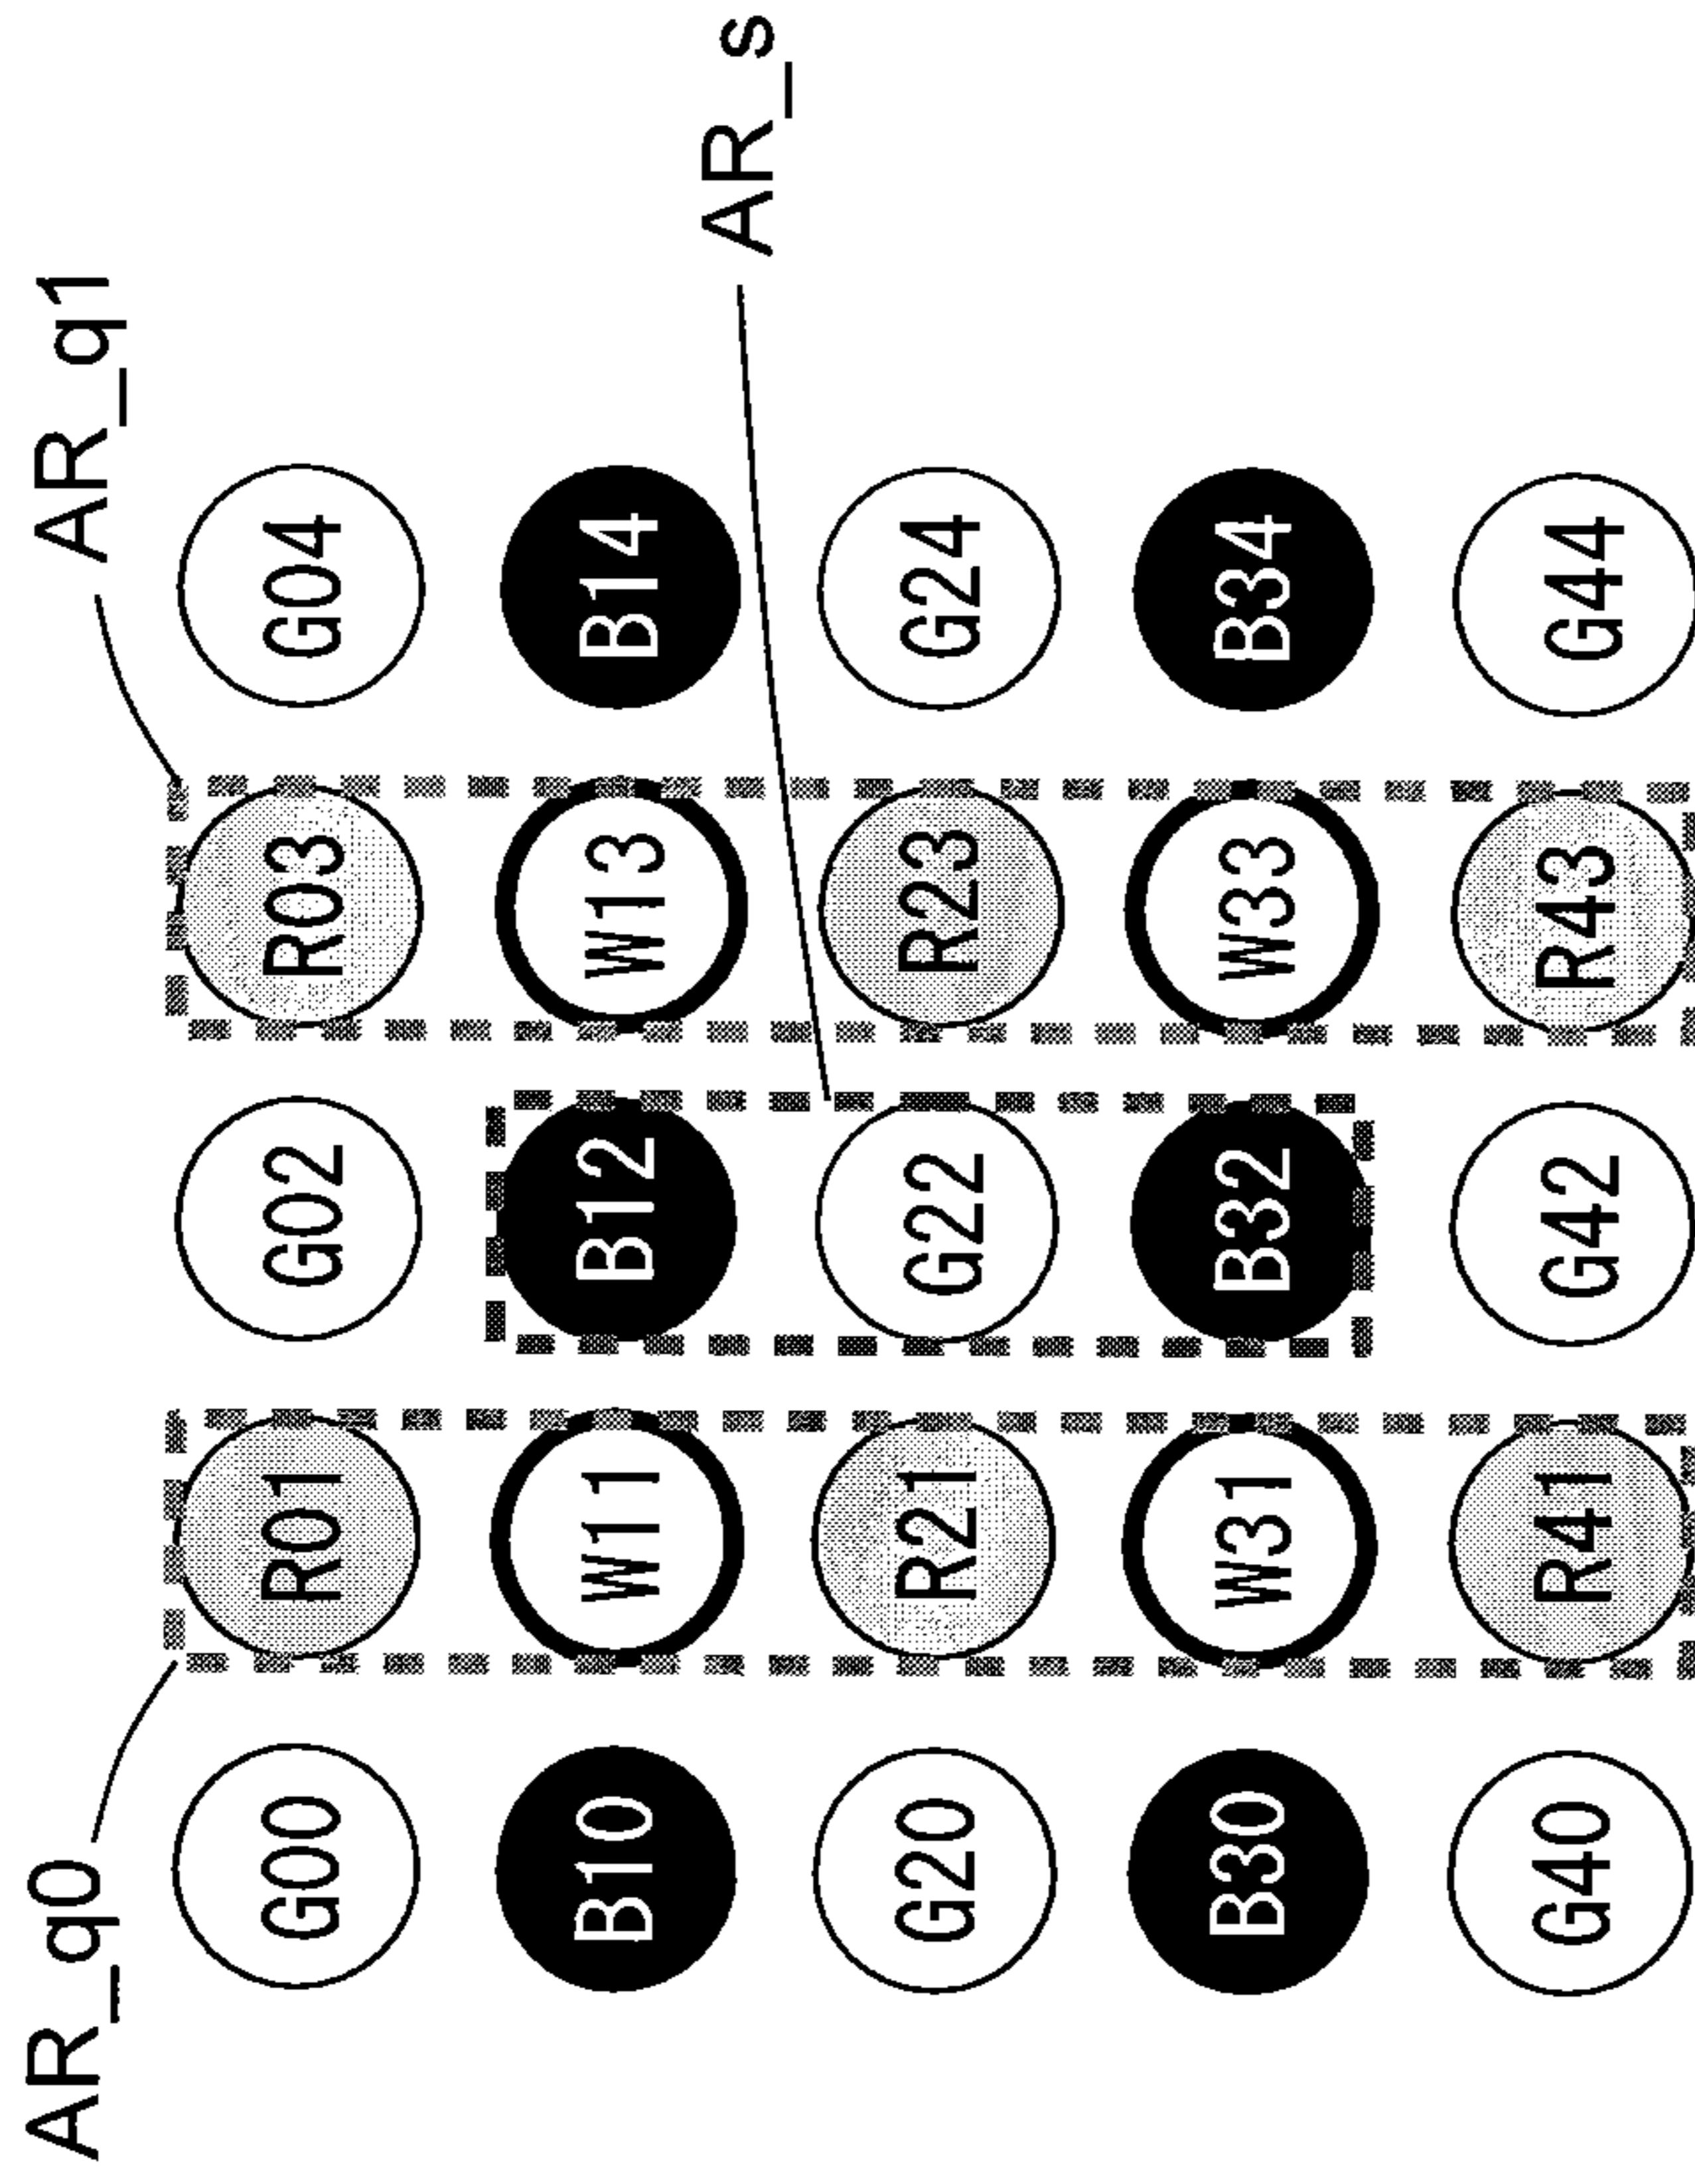 AR_q0 AR_q1
G00 R01 G02 R03 G04
B10 W11 B12 W13 B14
AR_s
G20 R21 G22 R23 G24
B30 W31 B32 W33 B34
G40 R41 G42 R43 G44